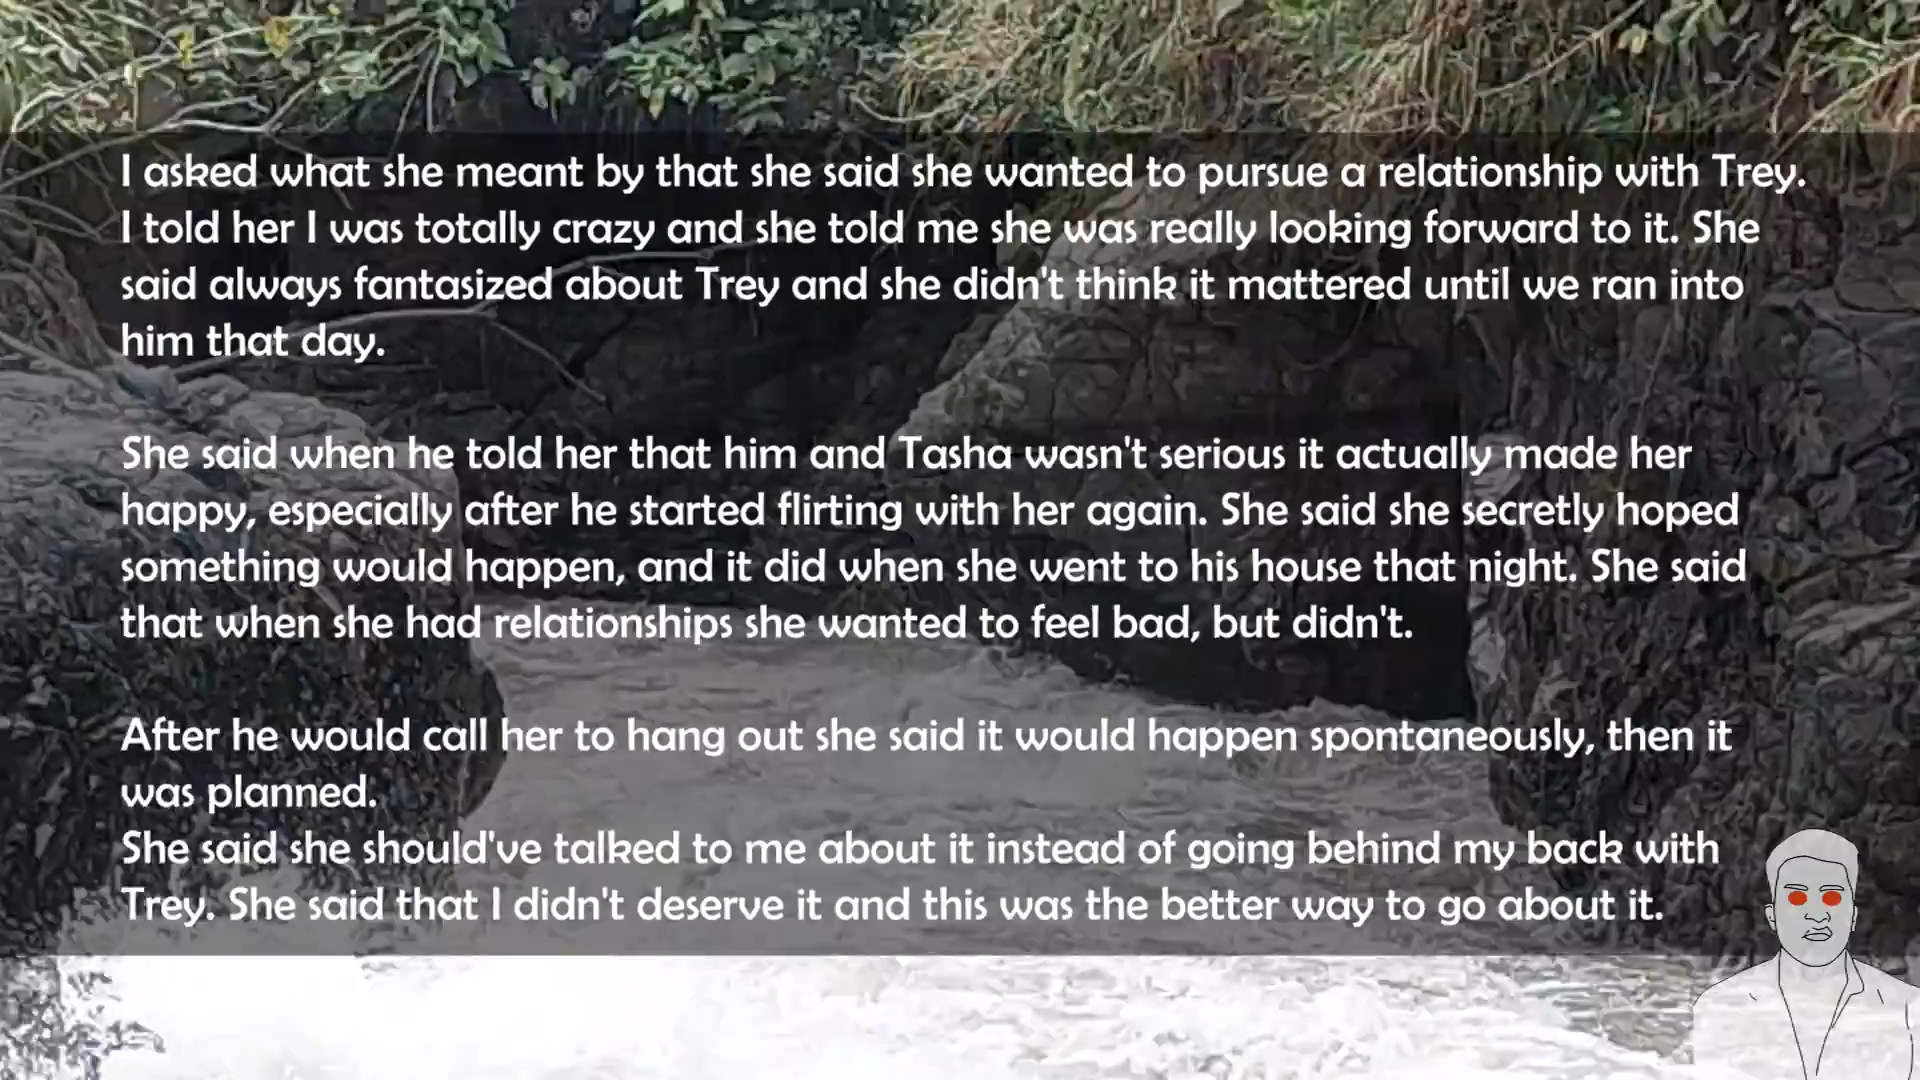 I asked what she meant by that she said she wanted to pursue a relationship with Trey.
I told her I was totally crazy and she told me she was really looking forward to it. She
said always fantasized about Trey and she didn't think it mattered until we ran into
him that day.
She said when he told her that him and Tasha wasn't serious it actually made her
happy, especially after he started flirting with her again. She said she secretly hoped
something would happen, and it did when she went to his house that night. She said
that when she had relationships she wanted to feel bad, but didn't.
After he would call her to hang out she said it would happen spontaneously, then it
was planned.
She said she should've talked to me about it instead of going behind my back with
Trey. She said that I didn't deserve it and this was the better way to go about it.